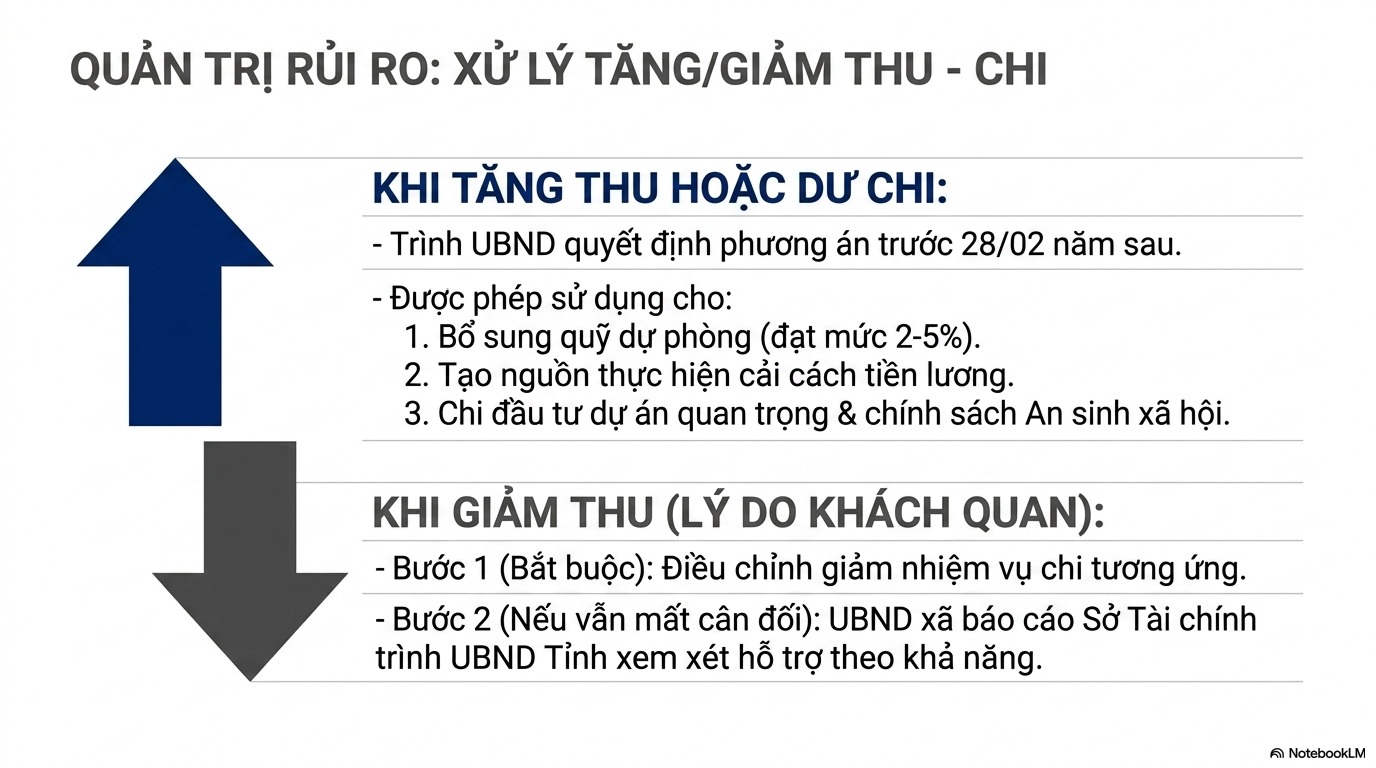 QUẢN TRỊ RỦI RO: XỬ LÝ TĂNG/GIẢM THU - CHI
KHI TĂNG THU HOẶC DƯ CHI:
- Trình UBND quyết định phương án trước 28/02 năm sau.
- Được phép sử dụng cho:
1. Bổ sung quỹ dự phòng (đạt mức 2-5%).
2. Tạo nguồn thực hiện cải cách tiền lương.
3. Chi đầu tư dự án quan trọng & chính sách An sinh xã hội.
KHI GIẢM THU (LÝ DO KHÁCH QUAN):
- Bước 1 (Bắt buộc): Điều chỉnh giảm nhiệm vụ chi tương ứng.
- Bước 2 (Nếu vẫn mất cân đối): UBND xã báo cáo Sở Tài chính
trình UBND Tỉnh xem xét hỗ trợ theo khả năng.
NotebookLM